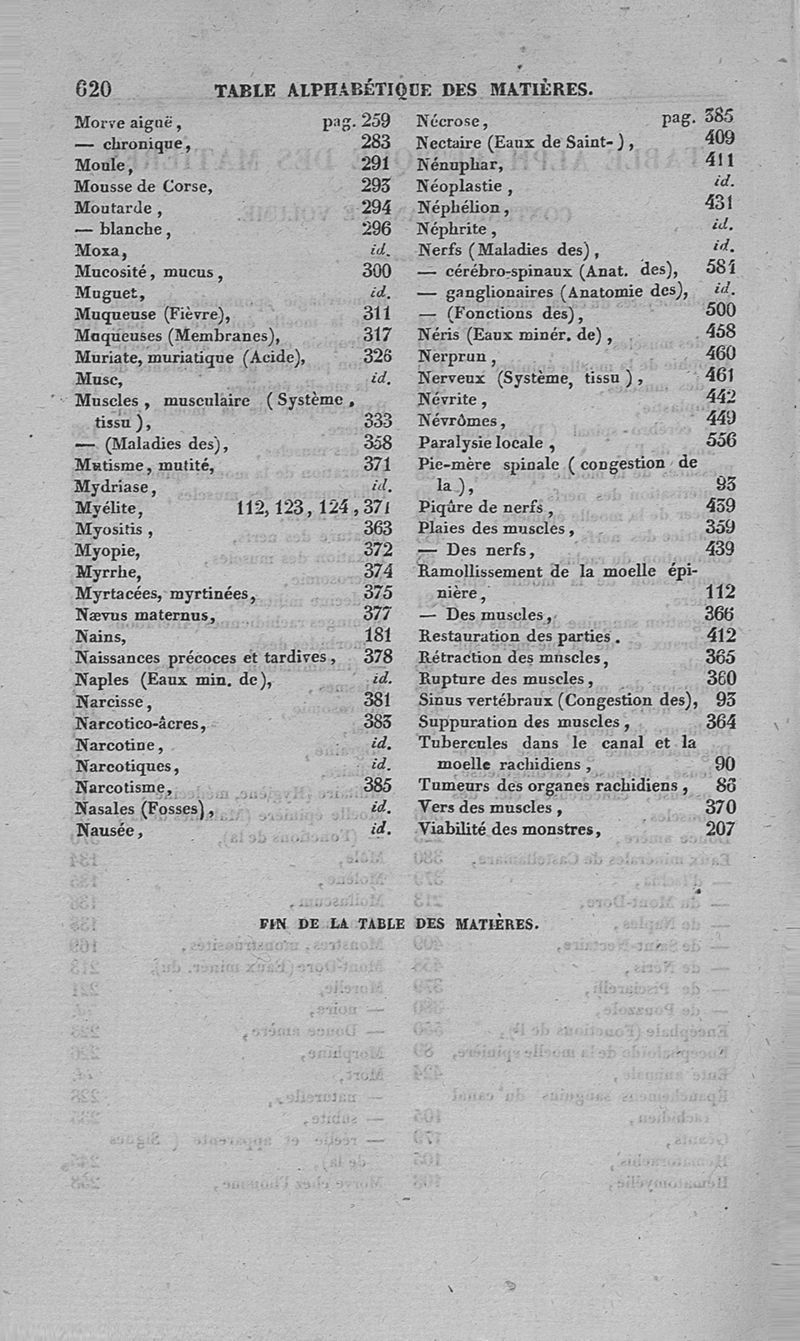 620 TABLE ALPHABÉTIQUE DES MATIÈRES.
Morve aiguë, pag. 259
— chronique, 283
Moule, 291
Mousse de Corse, 293
Moutarde, 294
— blanche, 296
Moxa, id.
Mucosité, mucus, 300
Muguet, id.
Muqueuse (Fièvre), 311
Muqueuses (Membranes), 317
Muriate, muriatique (Acide), 326
Musc, id.
Muscles, musculaire (Système,
tissu), 333
— (Maladies des), 358
Mutisme, mutité, 371
Mydriase, id.
Myélite, 112, 123, 124, 371
Myositis, 363
Myopie, 372
Myrrhe, 374
Myrtacées, myrtinées, 375
Nævus maternus, 377
Nains, 181
Naissances précoces et tardives, 378
Naples (Eaux min. de), id.
Narcisse, 381
Narcotico-âcres, 383
Narcotine, id.
Narcotiques, id.
Narcotisme, 385
Nasales (Fosses), id.
Nausée, id.
Nécrose, pag. 385
Nectaire (Eaux de Saint-), 409
Nénuphar, 411
Néoplastie, id.
Néphélion, 431
Néphrite, id.
Nerfs (Maladies des), id.
— cérébro-spinaux (Anat. des), 581
— ganglionaires (Anatomie des), id.
— (Fonctions des), 500
Néris (Eaux minér. de), 458
Nerprun, 460
Nerveux (Système, tissu), 461
Névrite, 442
Névrômes, 449
Paralysie locale, 556
Pie-mère spinale (congestion de
la), 93
Piqûre de nerfs, 439
Plaies des muscles, 359
— Des nerfs, 439
Ramollissement de la moelle épi-
nière, 112
— Des muscles, 366
Restauration des parties. 412
Rétraction des muscles, 365
Rupture des muscles, 360
Sinus vertébraux (Congestion des), 93
Suppuration des muscles, 364
Tubercules dans le canal et la
moelle rachidiens, 90
Tumeurs des organes rachidiens, 86
Vers des muscles, 370
Viabilité des monstres, 207
FIN DE LA TABLE DES MATIÈRES.